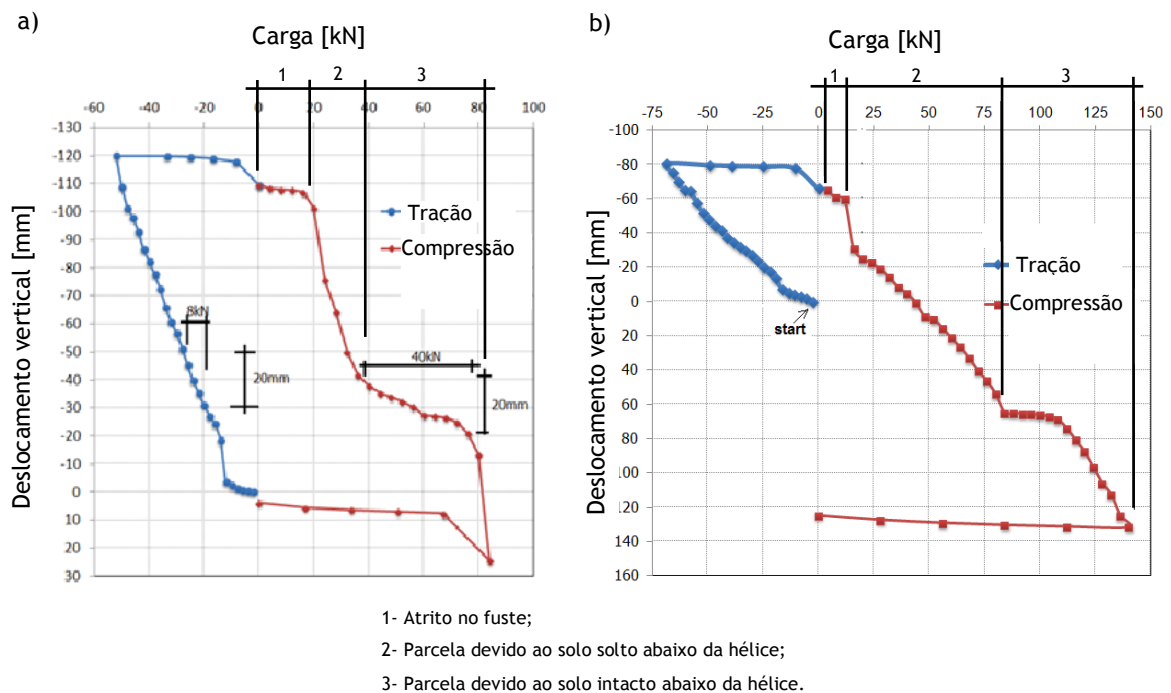 a)
Carga [kN]
1 2 3
-60 -40 -20 0 20 40 60 80 100
-130
-120
-110
-100
-90
-80
-70
-60
-50
-40
-30
-20
-10
0
10
20
30
Deslocamento vertical [mm]
Tração
Compressão
8kN
20mm
40kN
20mm
b)
Carga [kN]
1 2 3
-75 -50 -25 0 25 50 75 100 125 150
-100
-80
-60
-40
-20
0
20
40
60
80
100
120
140
160
Deslocamento vertical [mm]
Tração
Compressão
start
1- Atrito no fuste;
2- Parcela devido ao solo solto abaixo da hélice;
3- Parcela devido ao solo intacto abaixo da hélice.